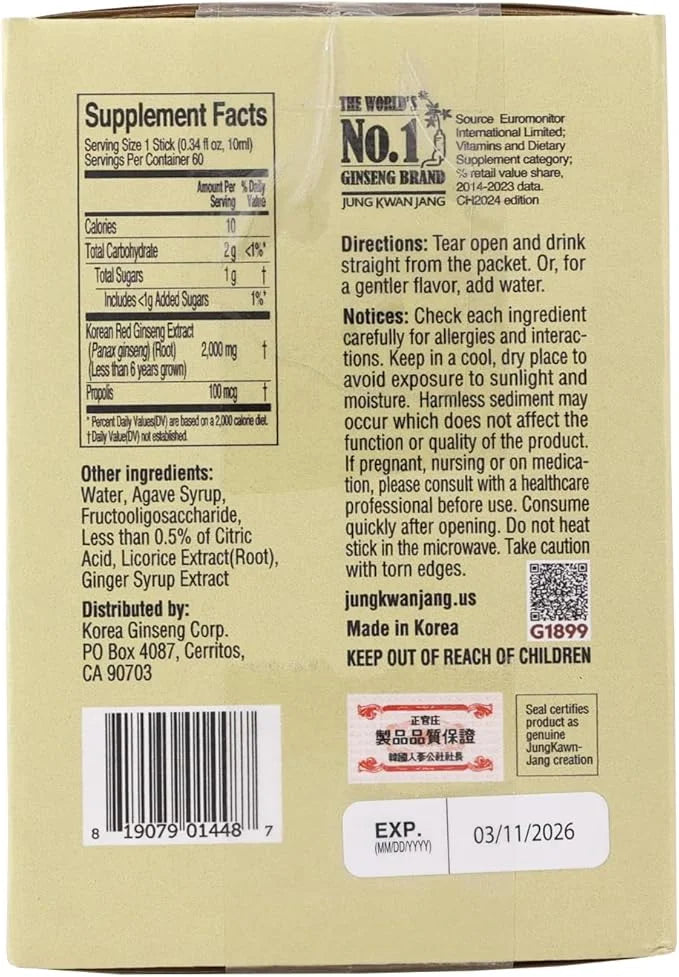 Supplement Facts
Serving Size 1 Stick (0.34 fl oz, 10ml)
Servings Per Container 60
Amount Per Serving % Daily Value
Calories 10
Total Carbohydrate 2g <1%*
Total Sugars 1g †
Includes <1g Added Sugars 1%*
Korean Red Ginseng Extract
(Panax ginseng) (Root) 2,000 mg †
(Less than 6 years grown)
Propolis 100 mcg †
* Percent Daily Values(DV) are based on a 2,000 calorie diet.
† Daily Value(DV) not established.
Other ingredients:
Water, Agave Syrup,
Fructooligosaccharide,
Less than 0.5% of Citric
Acid, Licorice Extract(Root),
Ginger Syrup Extract
Distributed by:
Korea Ginseng Corp.
PO Box 4087, Cerritos,
CA 90703
8 19079 01448 7
THE WORLD'S
NO.1
GINSENG BRAND
JUNG KWAN JANG
Source Euromonitor
International Limited;
Vitamins and Dietary
Supplement category;
% retail value share,
2014-2023 data.
CH2024 edition
Directions: Tear open and drink
straight from the packet. Or, for
a gentler flavor, add water.
Notices: Check each ingredient
carefully for allergies and interac-
tions. Keep in a cool, dry place to
avoid exposure to sunlight and
moisture. Harmless sediment may
occur which does not affect the
function or quality of the product.
If pregnant, nursing or on medica-
tion, please consult with a healthcare
professional before use. Consume
quickly after opening. Do not heat
stick in the microwave. Take caution
with torn edges.
jungkwanjang.us
Made in Korea
G1899
KEEP OUT OF REACH OF CHILDREN
正官庄
製品品質保證
韓國人蔘公社社長
Seal certifies
product as
genuine
JungKawn-
Jang creation
EXP.
(MM/DD/YYYY)
03/11/2026